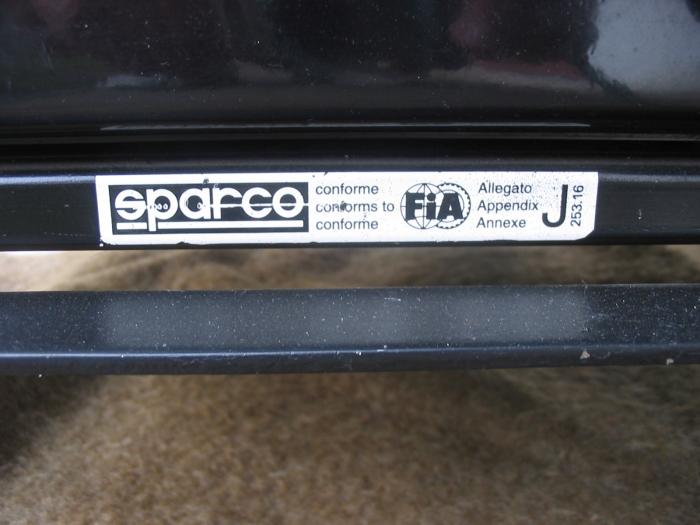 sparco
conforme
conforms to
conforme
FiA
Allegato
Appendix
Annexe
J
253.16